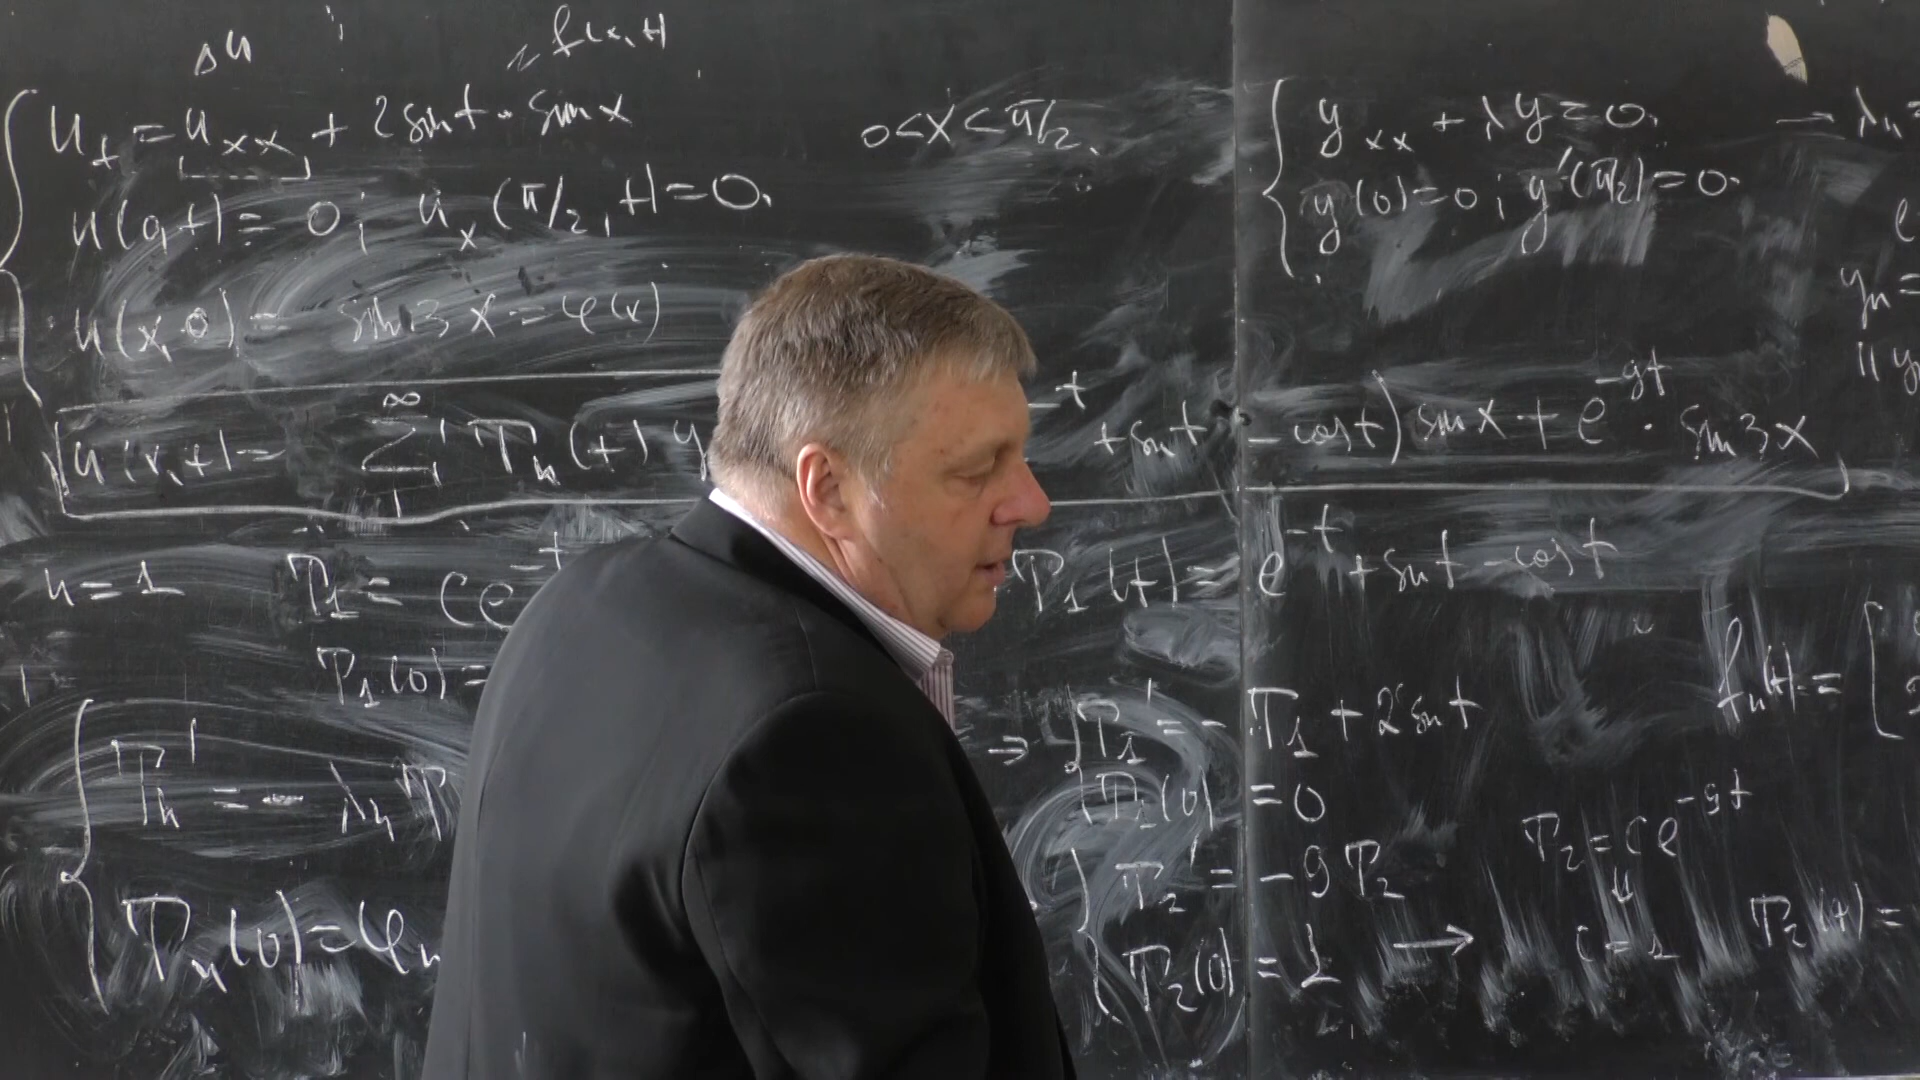 Δu
f(x,t)
u_t = u_xx + 2 sin t · sin x
0 < x < π/2.
u(0,t) = 0; u_x(π/2, t) = 0.
u(x,0) = sin 3x = φ(x)
y_xx + λy = 0.
→ λ_n =
y(0) = 0; y'(π/2) = 0.
y_n =
|| y
u(x,t) = ∑_1^∞ T_n(t) y
-t + sin t - cos t) sin x + e^{-9t} · sin 3x
n = 1
T_1 = c e^{-t}
T_1(t) = e^{-t} + sin t - cos t
T_1(0) =
f_n(t) = {
T_n' = - λ_n T
T_n(0) = φ_n
⇒ { T_1' = - T_1 + 2 sin t
T_1(0) = 0
{ T_2' = - 9 T_2
T_2(0) = 1 →
T_2 = c e^{-9t}
c = 1
T_2(t) =